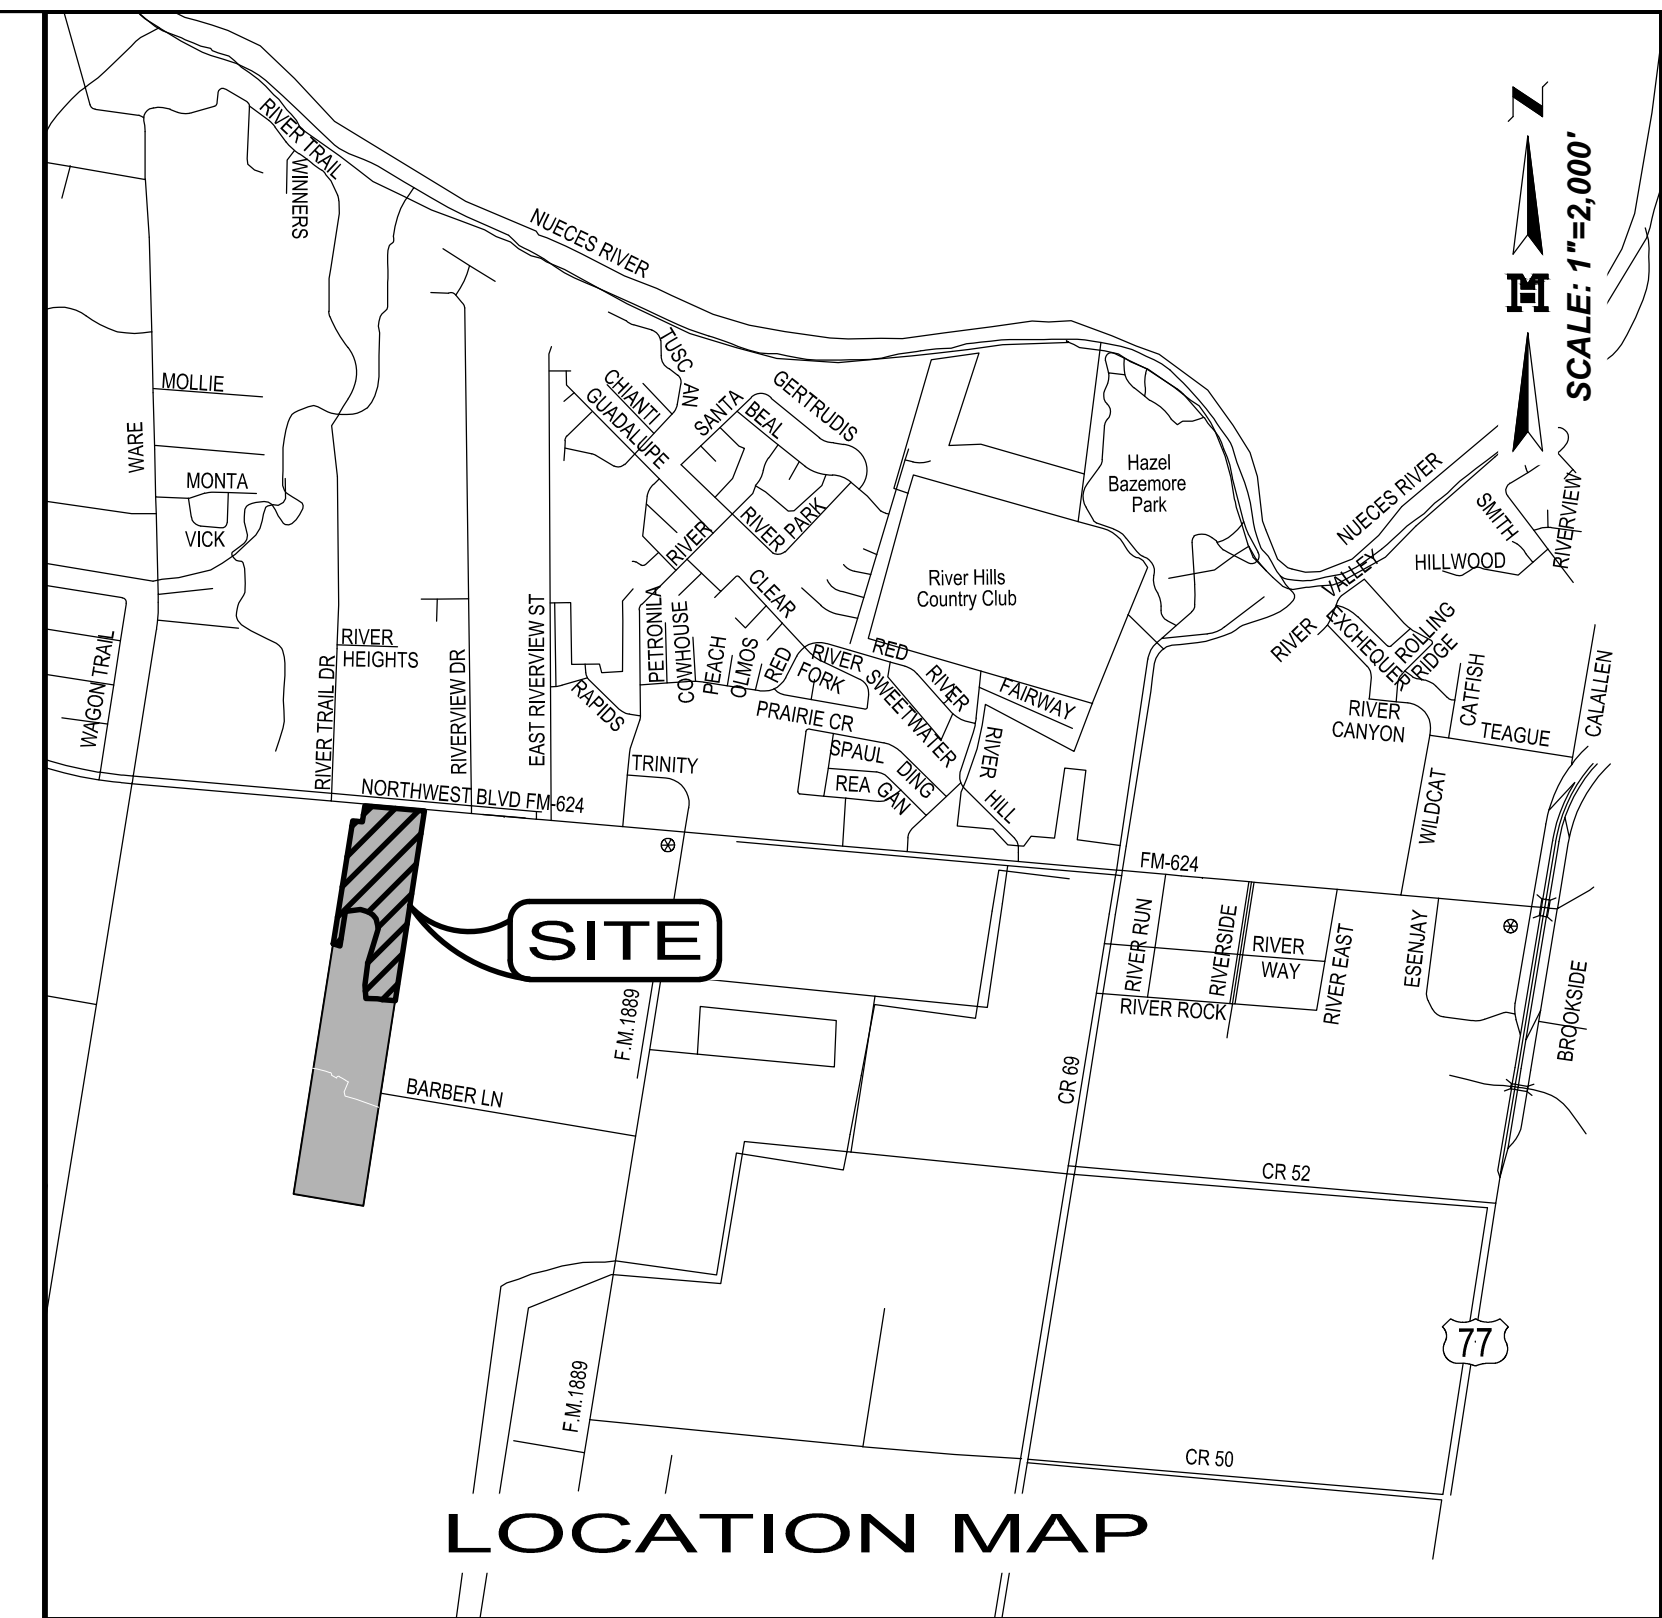 RIVER TRAIL
WINNERS
NUECES RIVER
N
SCALE: 1"=2,000'
MOLLIE
WARE
MONTA
VICK
TUSC
AN
CHIANTI
GUADALUPE
SANTA
GERTRUDIS
BEAL
RIVER
PARK
RIVER
CLEAR
Hazel
Bazemore
Park
River Hills
Country Club
NUECES RIVER
SMITH
RIVERVIEW
HILLWOOD
VALLEY
RIVER
EXCHEQUER
ROLLING
RIDGE
CATFISH
RIVER
CANYON
TEAGUE
CALALLEN
WILDCAT
WAGON TRAIL
RIVER TRAIL DR
RIVER
HEIGHTS
RIVERVIEW DR
EAST RIVERVIEW ST
RAPIDS
PETRONILA
COWHOUSE
PEACH
OLMOS
RED
RIVER
FORK
RED
RIVER
SWEETWATER
FAIRWAY
PRAIRIE CR
SPAUL
DING
REA
GAN
RIVER
HILL
TRINITY
NORTHWEST BLVD FM-624
FM-624
SITE
RIVER RUN
RIVERSIDE
RIVER
WAY
RIVER EAST
RIVER ROCK
ESENJAY
BROOKSIDE
F.M.1889
BARBER LN
CR 69
CR 52
77
F.M.1889
CR 50
LOCATION MAP